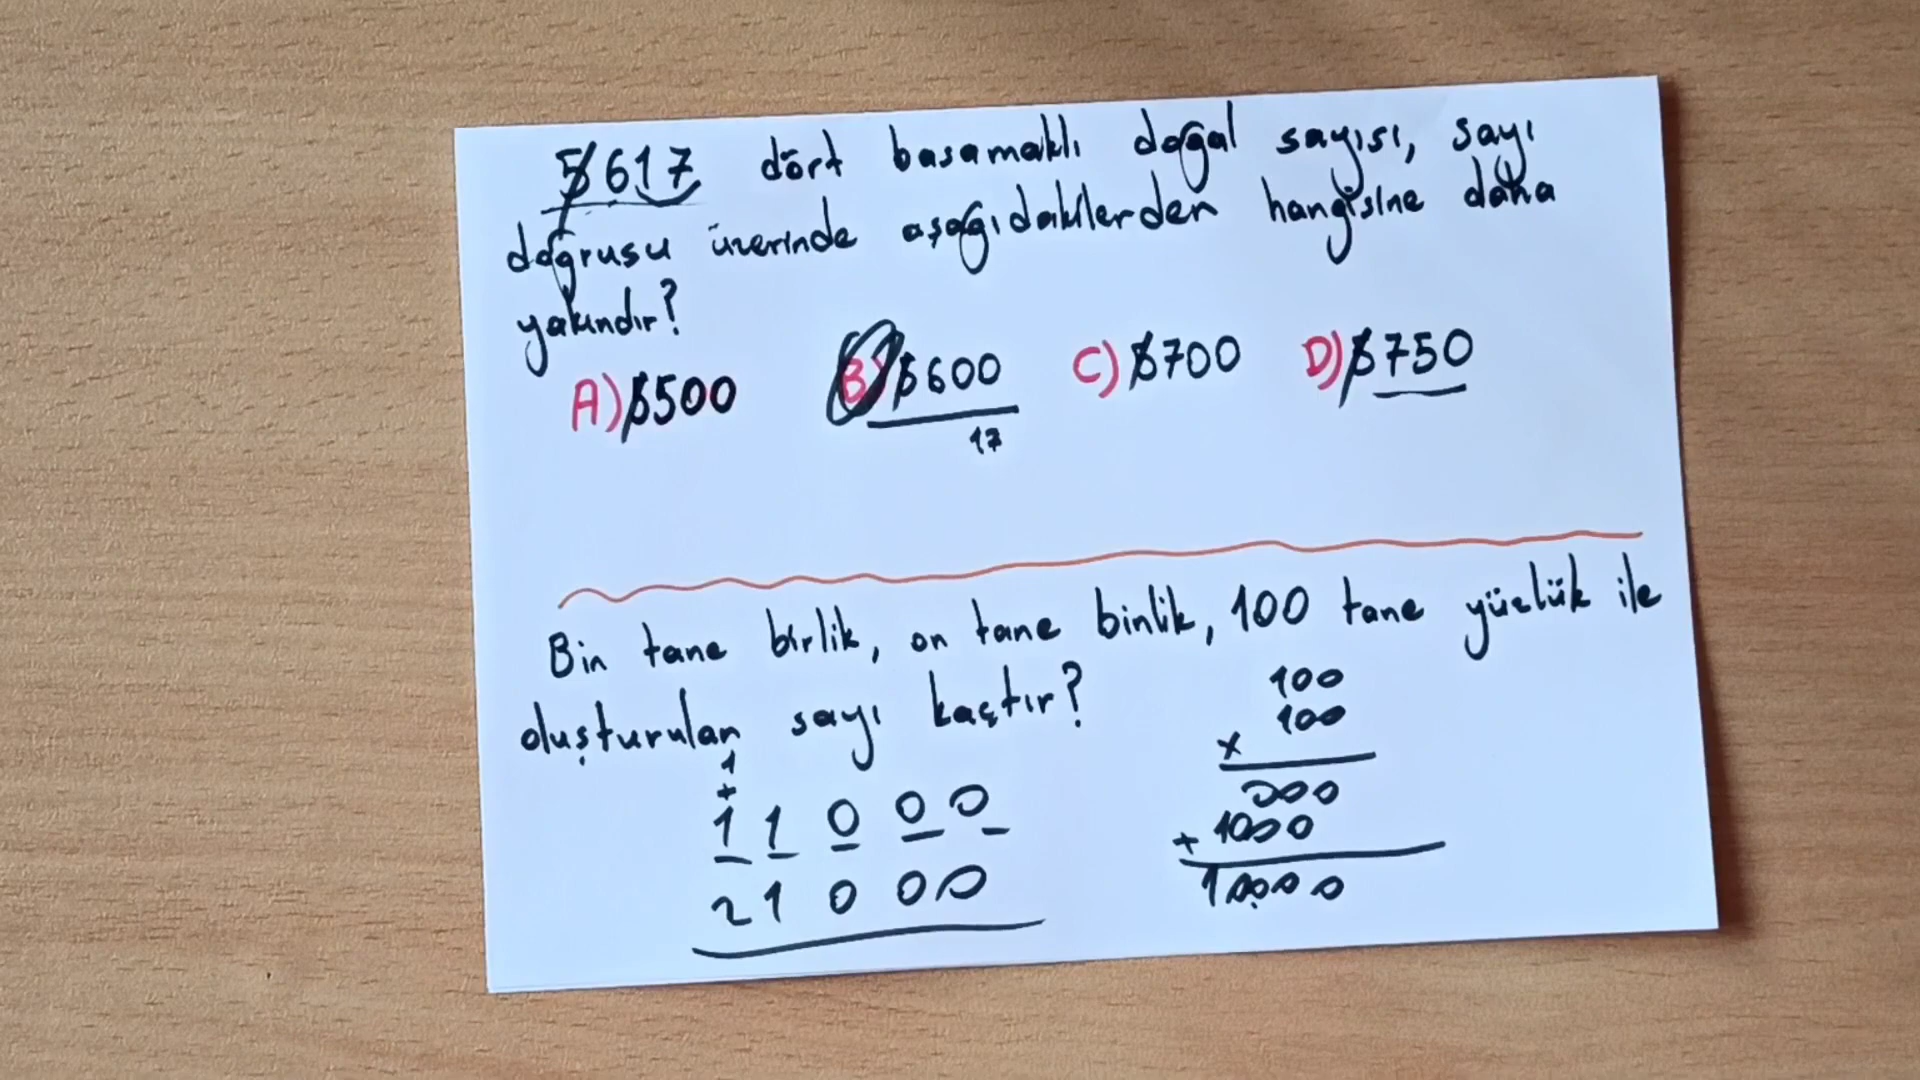 5617 dört basamaklı doğal sayısı, sayı
doğrusu üzerinde aşağıdakilerden hangisine daha
yakındır?
A) 5500 B) 5600 C) 5700 D) 5750
17
Bin tane birlik, on tane binlik, 100 tane yüzlük ile
oluşturulan sayı kaçtır?
100
100
x
1
+
1 1 0 0 0
000
+ 1000
2 1 0 0 0
10.000